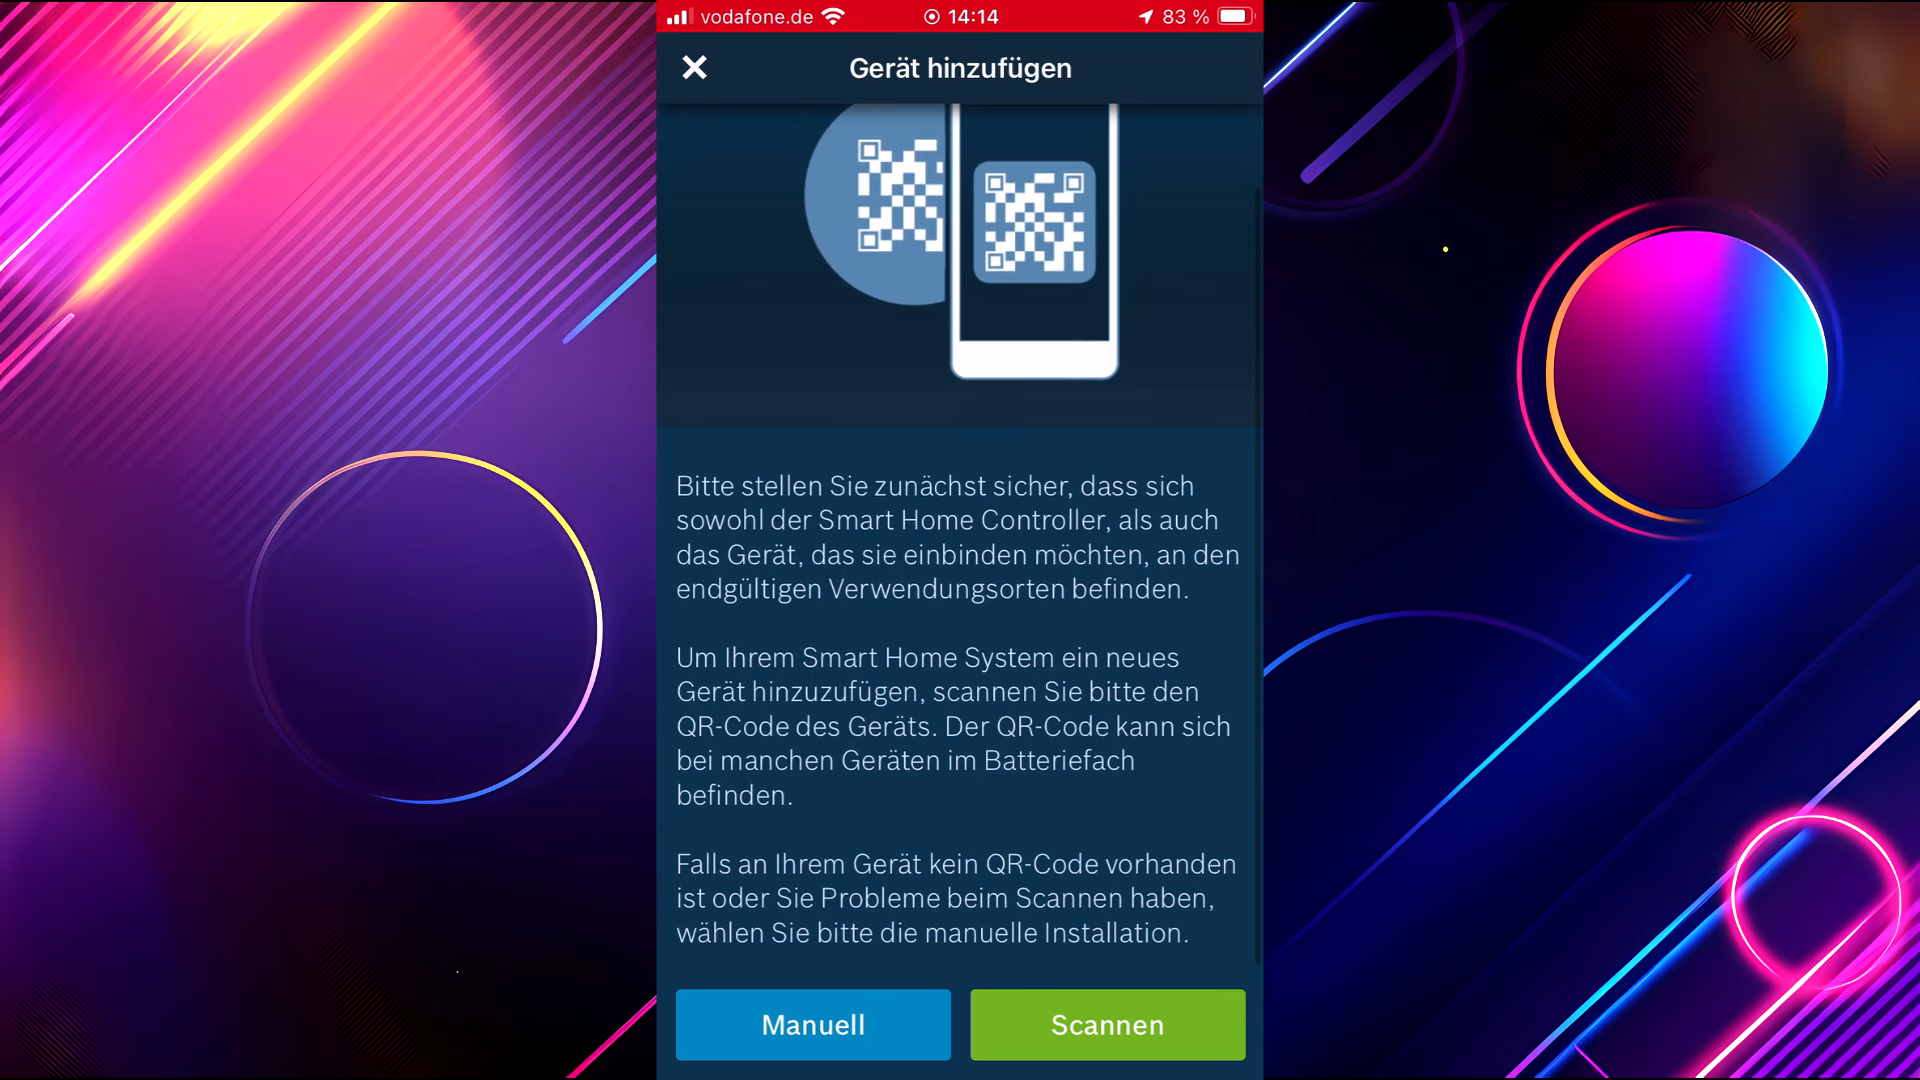 vodafone.de 14:14 83 %
Gerät hinzufügen
Bitte stellen Sie zunächst sicher, dass sich
sowohl der Smart Home Controller, als auch
das Gerät, das sie einbinden möchten, an den
endgültigen Verwendungsorten befinden.
Um Ihrem Smart Home System ein neues
Gerät hinzuzufügen, scannen Sie bitte den
QR-Code des Geräts. Der QR-Code kann sich
bei manchen Geräten im Batteriefach
befinden.
Falls an Ihrem Gerät kein QR-Code vorhanden
ist oder Sie Probleme beim Scannen haben,
wählen Sie bitte die manuelle Installation.
Manuell Scannen